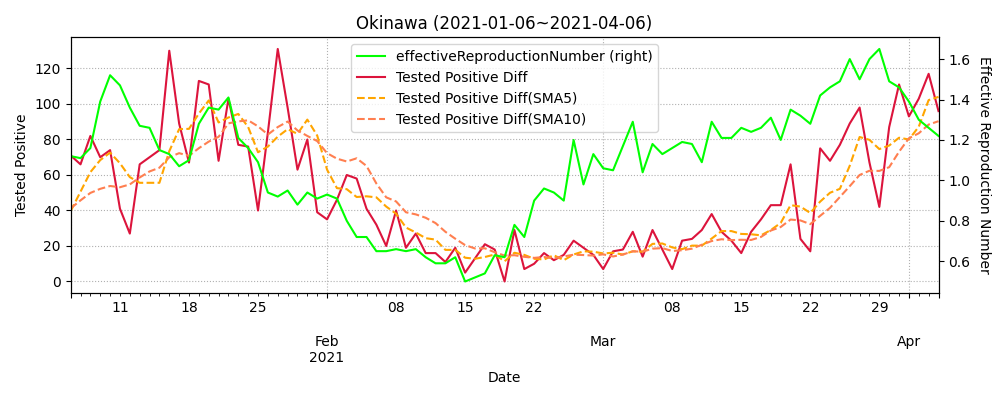 Okinawa (2021-01-06~2021-04-06)
effectiveReproductionNumber (right)
Tested Positive Diff
Tested Positive Diff(SMA5)
Tested Positive Diff(SMA10)
Tested Positive
120
100
80
60
40
20
0
1.6
1.4
1.2
1.0
0.8
0.6
Effective Reproduction Number
11 18 25 08 15 22 08 15 22 29
Feb Mar Apr
2021
Date